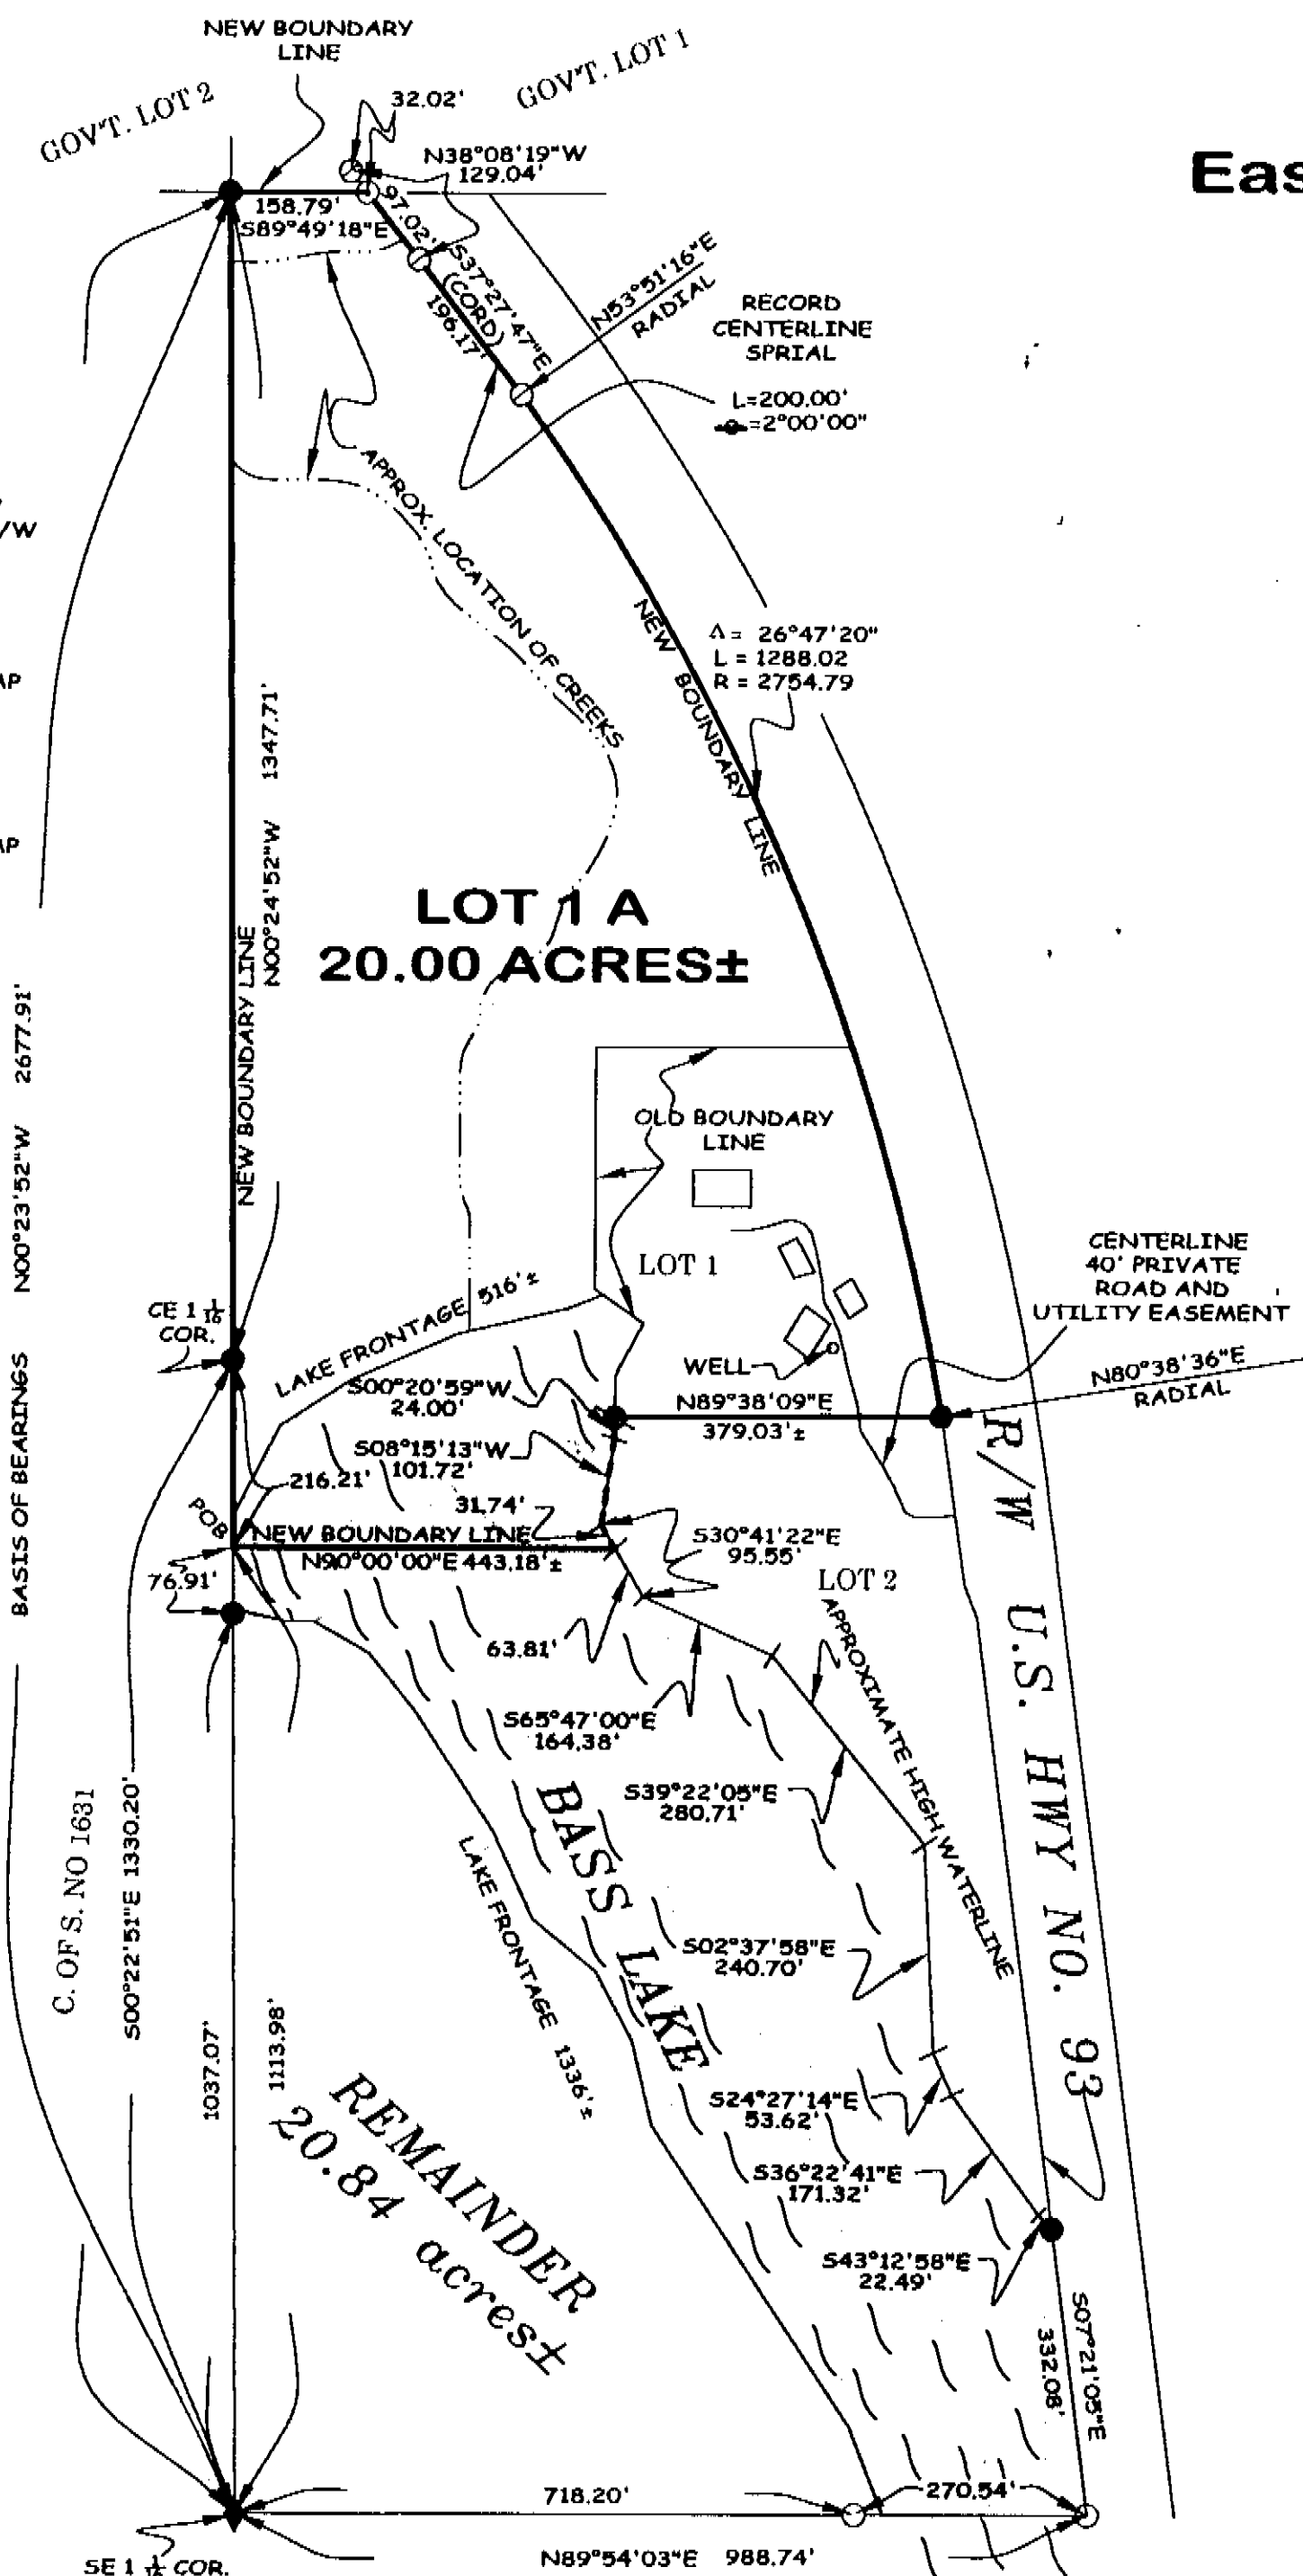 NEW BOUNDARY
LINE
GOV'T. LOT 2
GOV'T. LOT 1
32.02'
N38°08'19"W
129.04'
Eas
158.79'
S89°49'18"E
97.02'
S37°27'47"E
(CORD)
196.17'
N53°51'16"E
RADIAL
RECORD
CENTERLINE
SPRIAL
L=200.00'
=2°00'00"
/W
APPROX. LOCATION OF CREEKS
NEW BOUNDARY LINE
Δ= 26°47'20"
L = 1288.02
R = 2754.79
AP
AP
N00°24'52"W 1347.71'
NEW BOUNDARY LINE
LOT 1 A
20.00 ACRES±
BASIS OF BEARINGS N00°23'52"W 2677.91'
OLD BOUNDARY
LINE
LOT 1
CENTERLINE
40' PRIVATE
ROAD AND
UTILITY EASEMENT
CE 1 1/16
COR.
LAKE FRONTAGE 516'±
WELL
N80°38'36"E
RADIAL
S00°20'59"W
24.00'
N89°38'09"E
379.03'±
S08°15'13"W
101.72'
216.21'
31.74'
POB
NEW BOUNDARY LINE
N90°00'00"E 443.18'±
S30°41'22"E
95.55'
76.91'
LOT 2
63.81'
S65°47'00"E
164.38'
APPROXIMATE HIGH WATERLINE
R/W U.S. HWY NO. 93
S39°22'05"E
280.71'
BASS LAKE
LAKE FRONTAGE 1336'±
C. OF S. NO 1631
S00°22'51"E 1330.20'
S02°37'58"E
240.70'
1037.07'
1113.98'
REMAINDER
20.84 acres±
S24°27'14"E
53.62'
S36°22'41"E
171.32'
S43°12'58"E
22.49'
S07°21'05"E
332.08'
718.20'
270.54'
N89°54'03"E 988.74'
SE 1 1/16 COR.